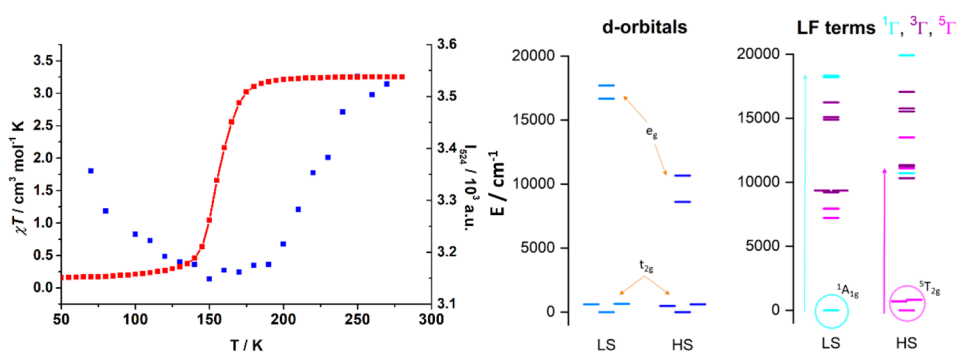 χT / cm³ mol⁻¹ K
3.5
3.0
2.5
2.0
1.5
1.0
0.5
0.0
50
100
150
200
250
300
T / K
3.6
3.5
3.4
3.3
3.2
3.1
I₅₂₄ / 10³ a.u.
d-orbitals
E / cm⁻¹
20000
15000
10000
5000
0
e_g
t₂g
LS
HS
LF terms ¹Γ, ³Γ, ⁵Γ
20000
15000
10000
5000
0
¹A₁g
⁵T₂g
LS
HS